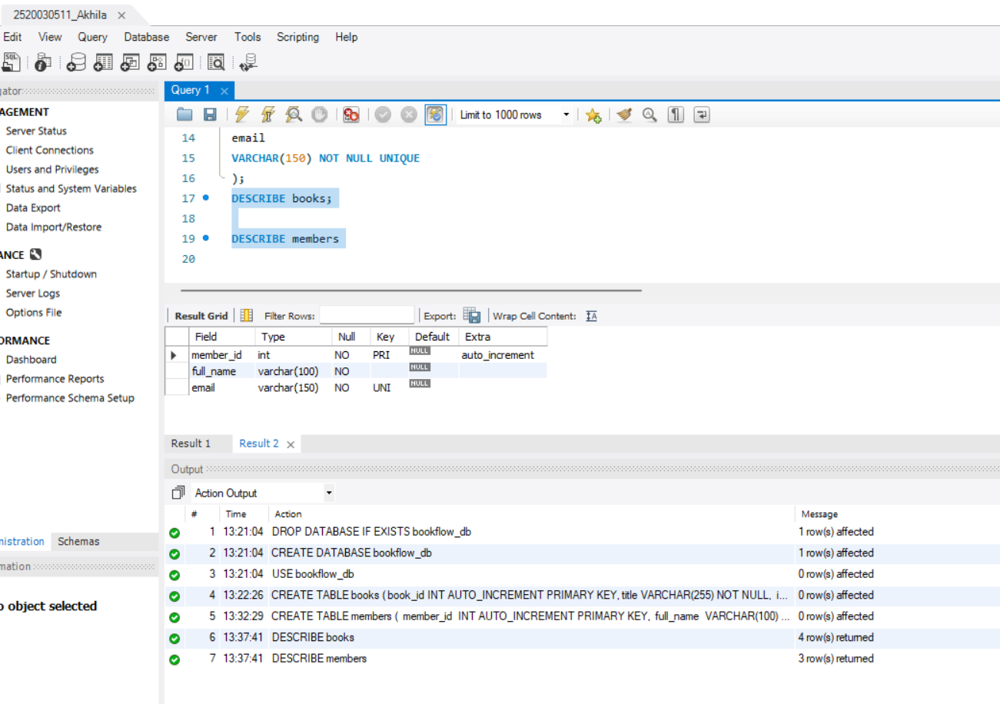 2520030511_Akhila ×
Edit View Query Database Server Tools Scripting Help
gator
Query 1 ×
AGEMENT
Server Status
Client Connections
Users and Privileges
Status and System Variables
Data Export
Data Import/Restore
ANCE
Startup / Shutdown
Server Logs
Options File
ORMANCE
Dashboard
Performance Reports
Performance Schema Setup
nistration Schemas
mation
o object selected
Limit to 1000 rows
14 email
15 VARCHAR(150) NOT NULL UNIQUE
16 );
17 DESCRIBE books;
18
19 DESCRIBE members
20
Result Grid Filter Rows: Export: Wrap Cell Content: IA
Field Type Null Key Default Extra
member_id int NO PRI NULL auto_increment
full_name varchar(100) NO NULL
email varchar(150) NO UNI NULL
Result 1 Result 2 ×
Output
Action Output
# Time Action Message
1 13:21:04 DROP DATABASE IF EXISTS bookflow_db 1 row(s) affected
2 13:21:04 CREATE DATABASE bookflow_db 1 row(s) affected
3 13:21:04 USE bookflow_db 0 row(s) affected
4 13:22:26 CREATE TABLE books ( book_id INT AUTO_INCREMENT PRIMARY KEY, title VARCHAR(255) NOT NULL, i... 0 row(s) affected
5 13:32:29 CREATE TABLE members ( member_id INT AUTO_INCREMENT PRIMARY KEY, full_name VARCHAR(100) ... 0 row(s) affected
6 13:37:41 DESCRIBE books 4 row(s) returned
7 13:37:41 DESCRIBE members 3 row(s) returned